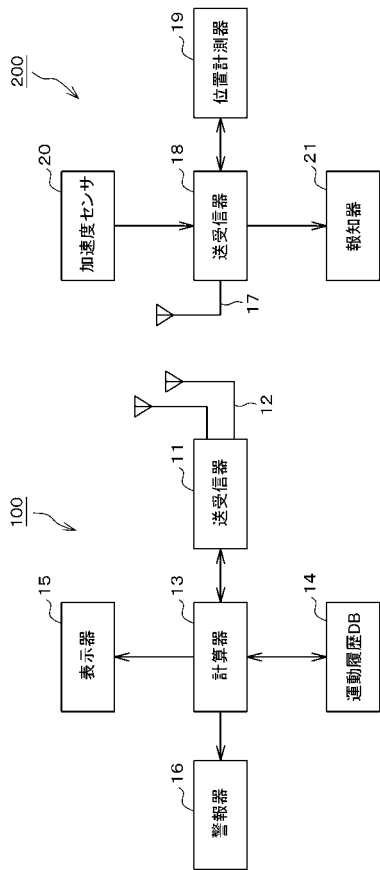 100
15
表示器
16
警報器
13
計算器
11
送受信器
12
14
運動履歴DB
200
20
加速度センサ
17
18
送受信器
19
位置計測器
21
報知器